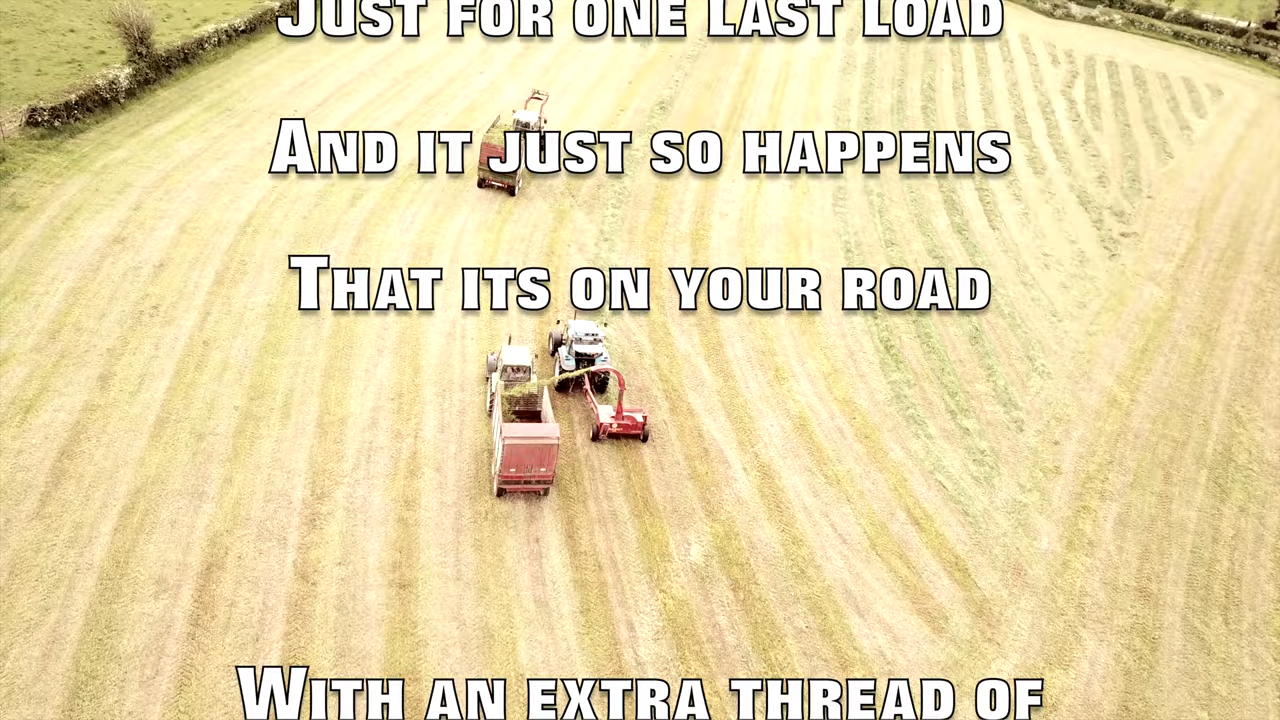 Just for one last load
And it just so happens
That its on your road
With an extra thread of